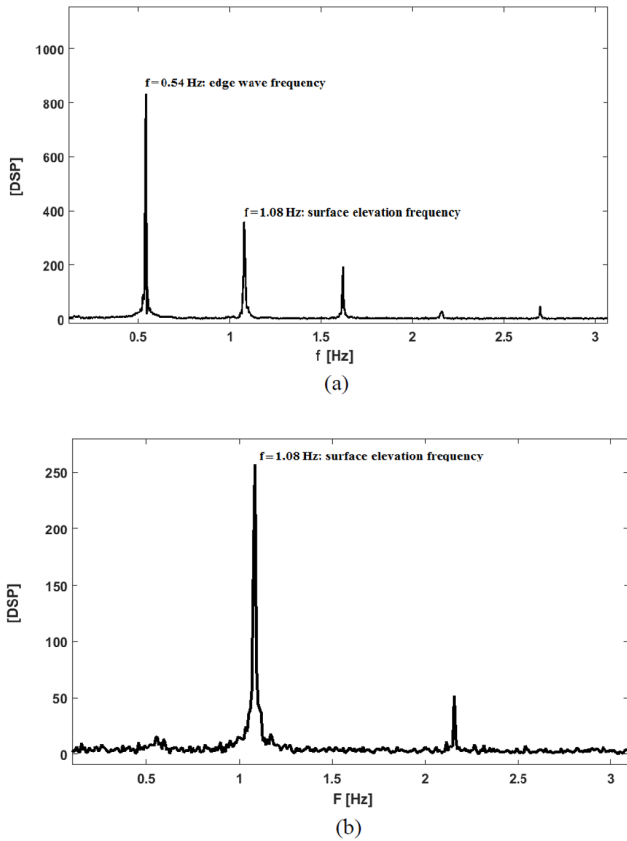 1000
800
600
400
200
0
[DSP]
f=0.54 Hz: edge wave frequency
f=1.08 Hz: surface elevation frequency
0.5 1 1.5 2 2.5 3
f [Hz]
(a)
250
200
150
100
50
0
[DSP]
f=1.08 Hz: surface elevation frequency
0.5 1 1.5 2 2.5 3
F [Hz]
(b)